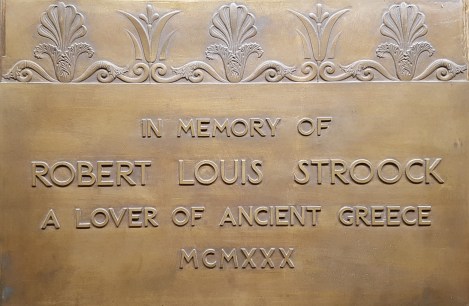 IN MEMORY OF
ROBERT LOUIS STROOCK
A LOVER OF ANCIENT GREECE
MCMXXX